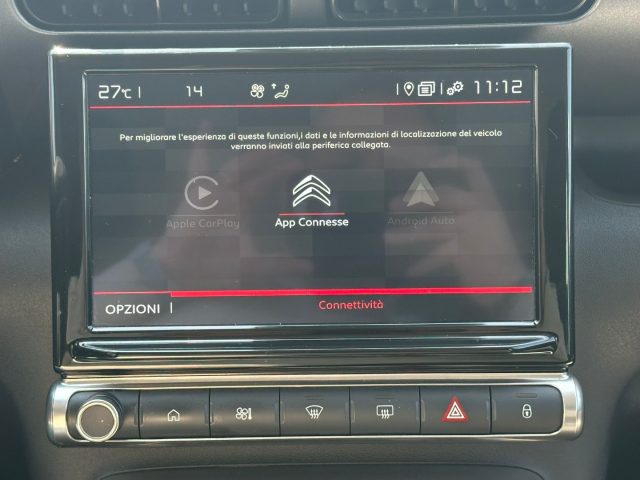 27°C
14
11:12
Per migliorare l'esperienza di queste funzioni,i dati e le informazioni di localizzazione del veicolo
verranno inviati alla periferica collegata.
Apple CarPlay
App Connesse
Android Auto
OPZIONI
Connettività